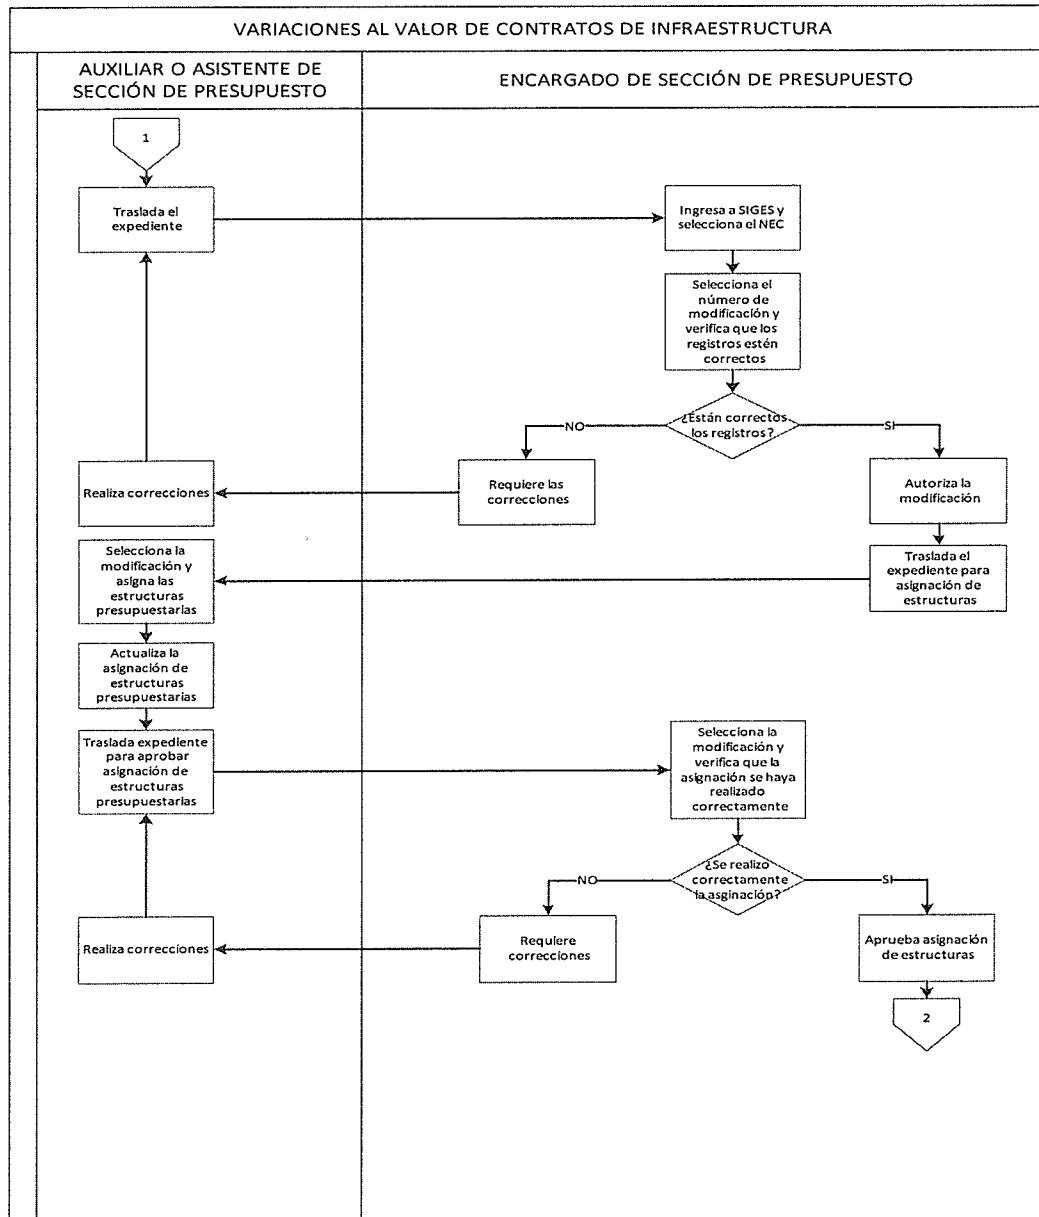 VARIACIONES AL VALOR DE CONTRATOS DE INFRAESTRUCTURA
AUXILIAR O ASISTENTE DE
SECCIÓN DE PRESUPUESTO
ENCARGADO DE SECCIÓN DE PRESUPUESTO
1
Traslada el
expediente
Ingresa a SIGES y
selecciona el NEC
Selecciona el
número de
modificación y
verifica que los
registros estén
correctos
¿Están correctos
los registros?
NO
SI
Realiza correcciones
Requiere las
correcciones
Autoriza la
modificación
Selecciona la
modificación y
asigna las
estructuras
presupuestarias
Traslada el
expediente para
asignación de
estructuras
Actualiza la
asignación de
estructuras
presupuestarias
Traslada expediente
para aprobar
asignación de
estructuras
presupuestarias
Selecciona la
modificación y
verifica que la
asignación se haya
realizado
correctamente
¿Se realizo
correctamente
la asginación?
NO
SI
Realiza correcciones
Requiere
correcciones
Aprueba asignación
de estructuras
2